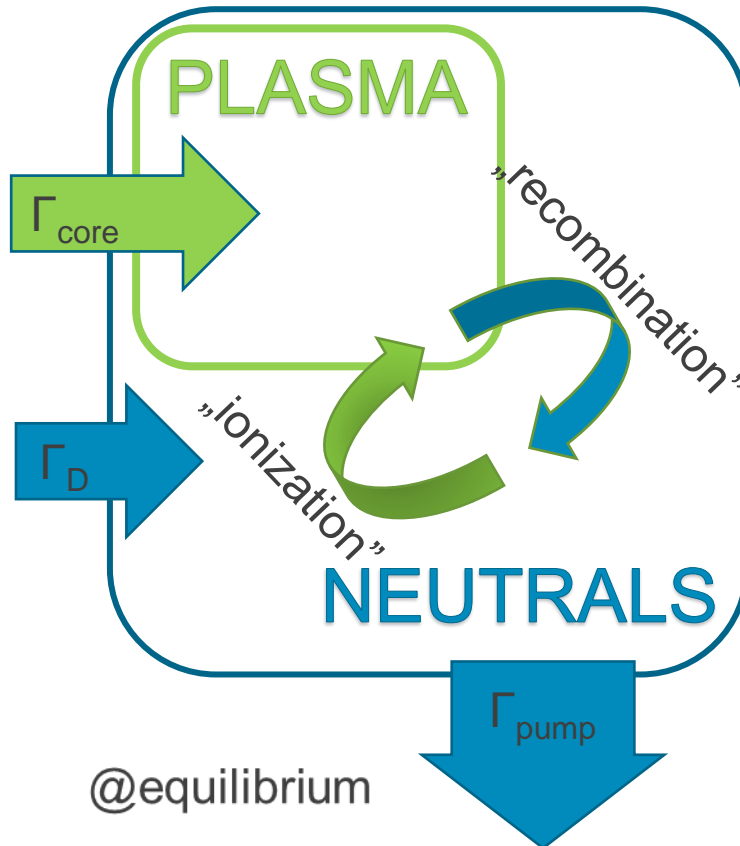 PLASMA
Γcore
„recombination”
„ionization”
ΓD
NEUTRALS
Γpump
@equilibrium